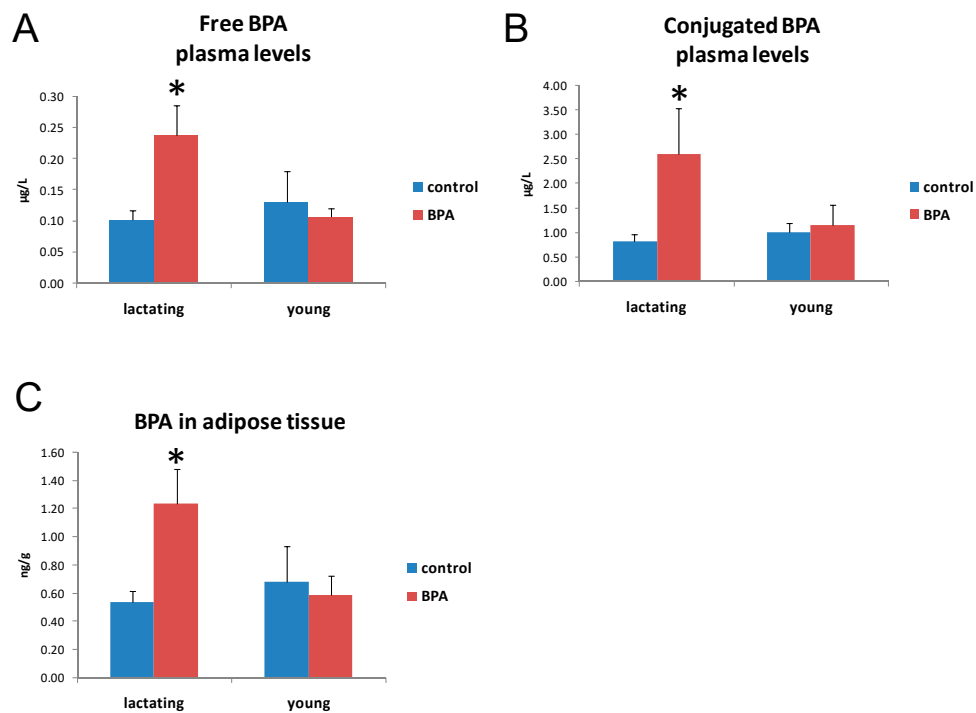 A
Free BPA
plasma levels
*
0.30
0.25
0.20
0.15
0.10
0.05
0.00
µg/L
control
BPA
lactating
young
B
Conjugated BPA
plasma levels
*
4.00
3.50
3.00
2.50
2.00
1.50
1.00
0.50
0.00
µg/L
control
BPA
lactating
young
C
BPA in adipose tissue
*
1.60
1.40
1.20
1.00
0.80
0.60
0.40
0.20
0.00
ng/g
control
BPA
lactating
young